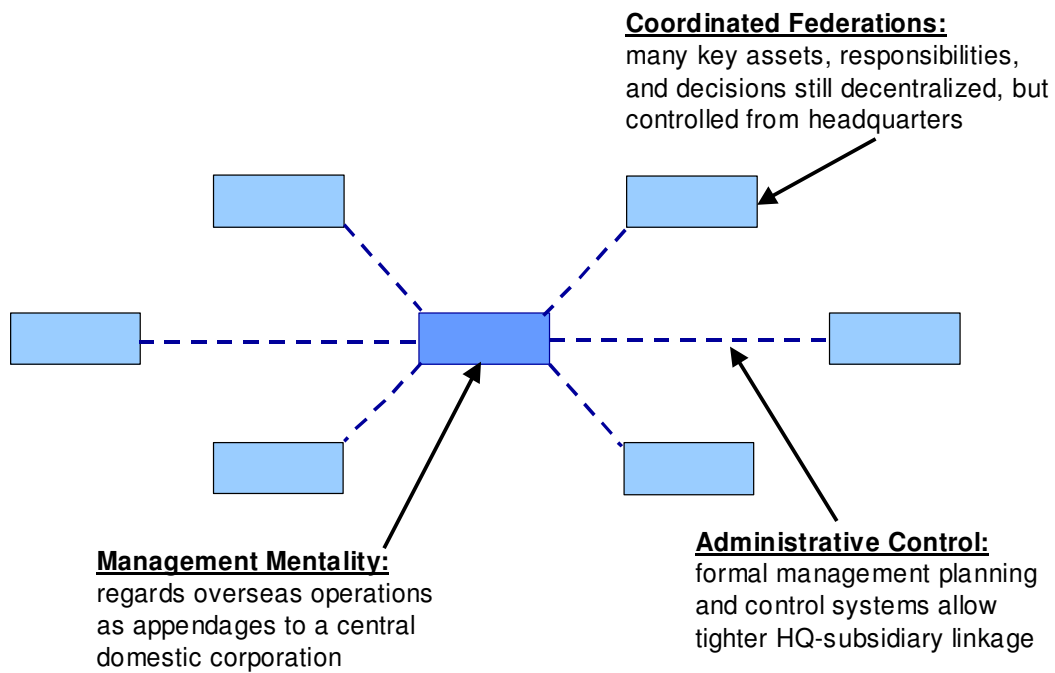 Coordinated Federations:
many key assets, responsibilities,
and decisions still decentralized, but
controlled from headquarters
Management Mentality:
regards overseas operations
as appendages to a central
domestic corporation
Administrative Control:
formal management planning
and control systems allow
tighter HQ-subsidiary linkage